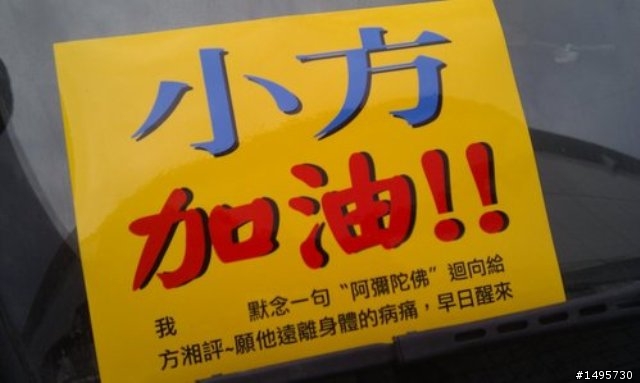 小方
加油!!
我　　　默念一句“阿彌陀佛”迴向給
方湘評~願他遠離身體的病痛，早日醒來
#1495730